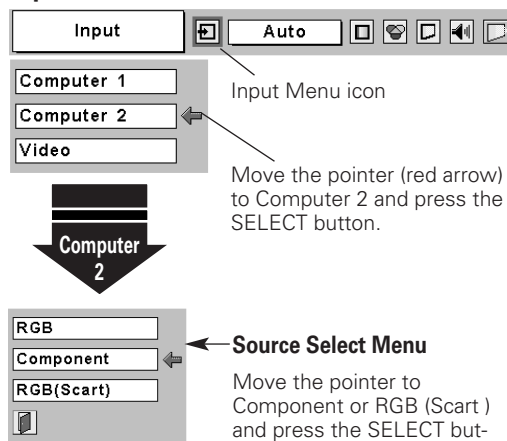 Input
Auto
Computer 1
Computer 2
Video
Input Menu icon
Move the pointer (red arrow)
to Computer 2 and press the
SELECT button.
Computer
2
RGB
Component
RGB(Scart)
Source Select Menu
Move the pointer to
Component or RGB (Scart )
and press the SELECT but-